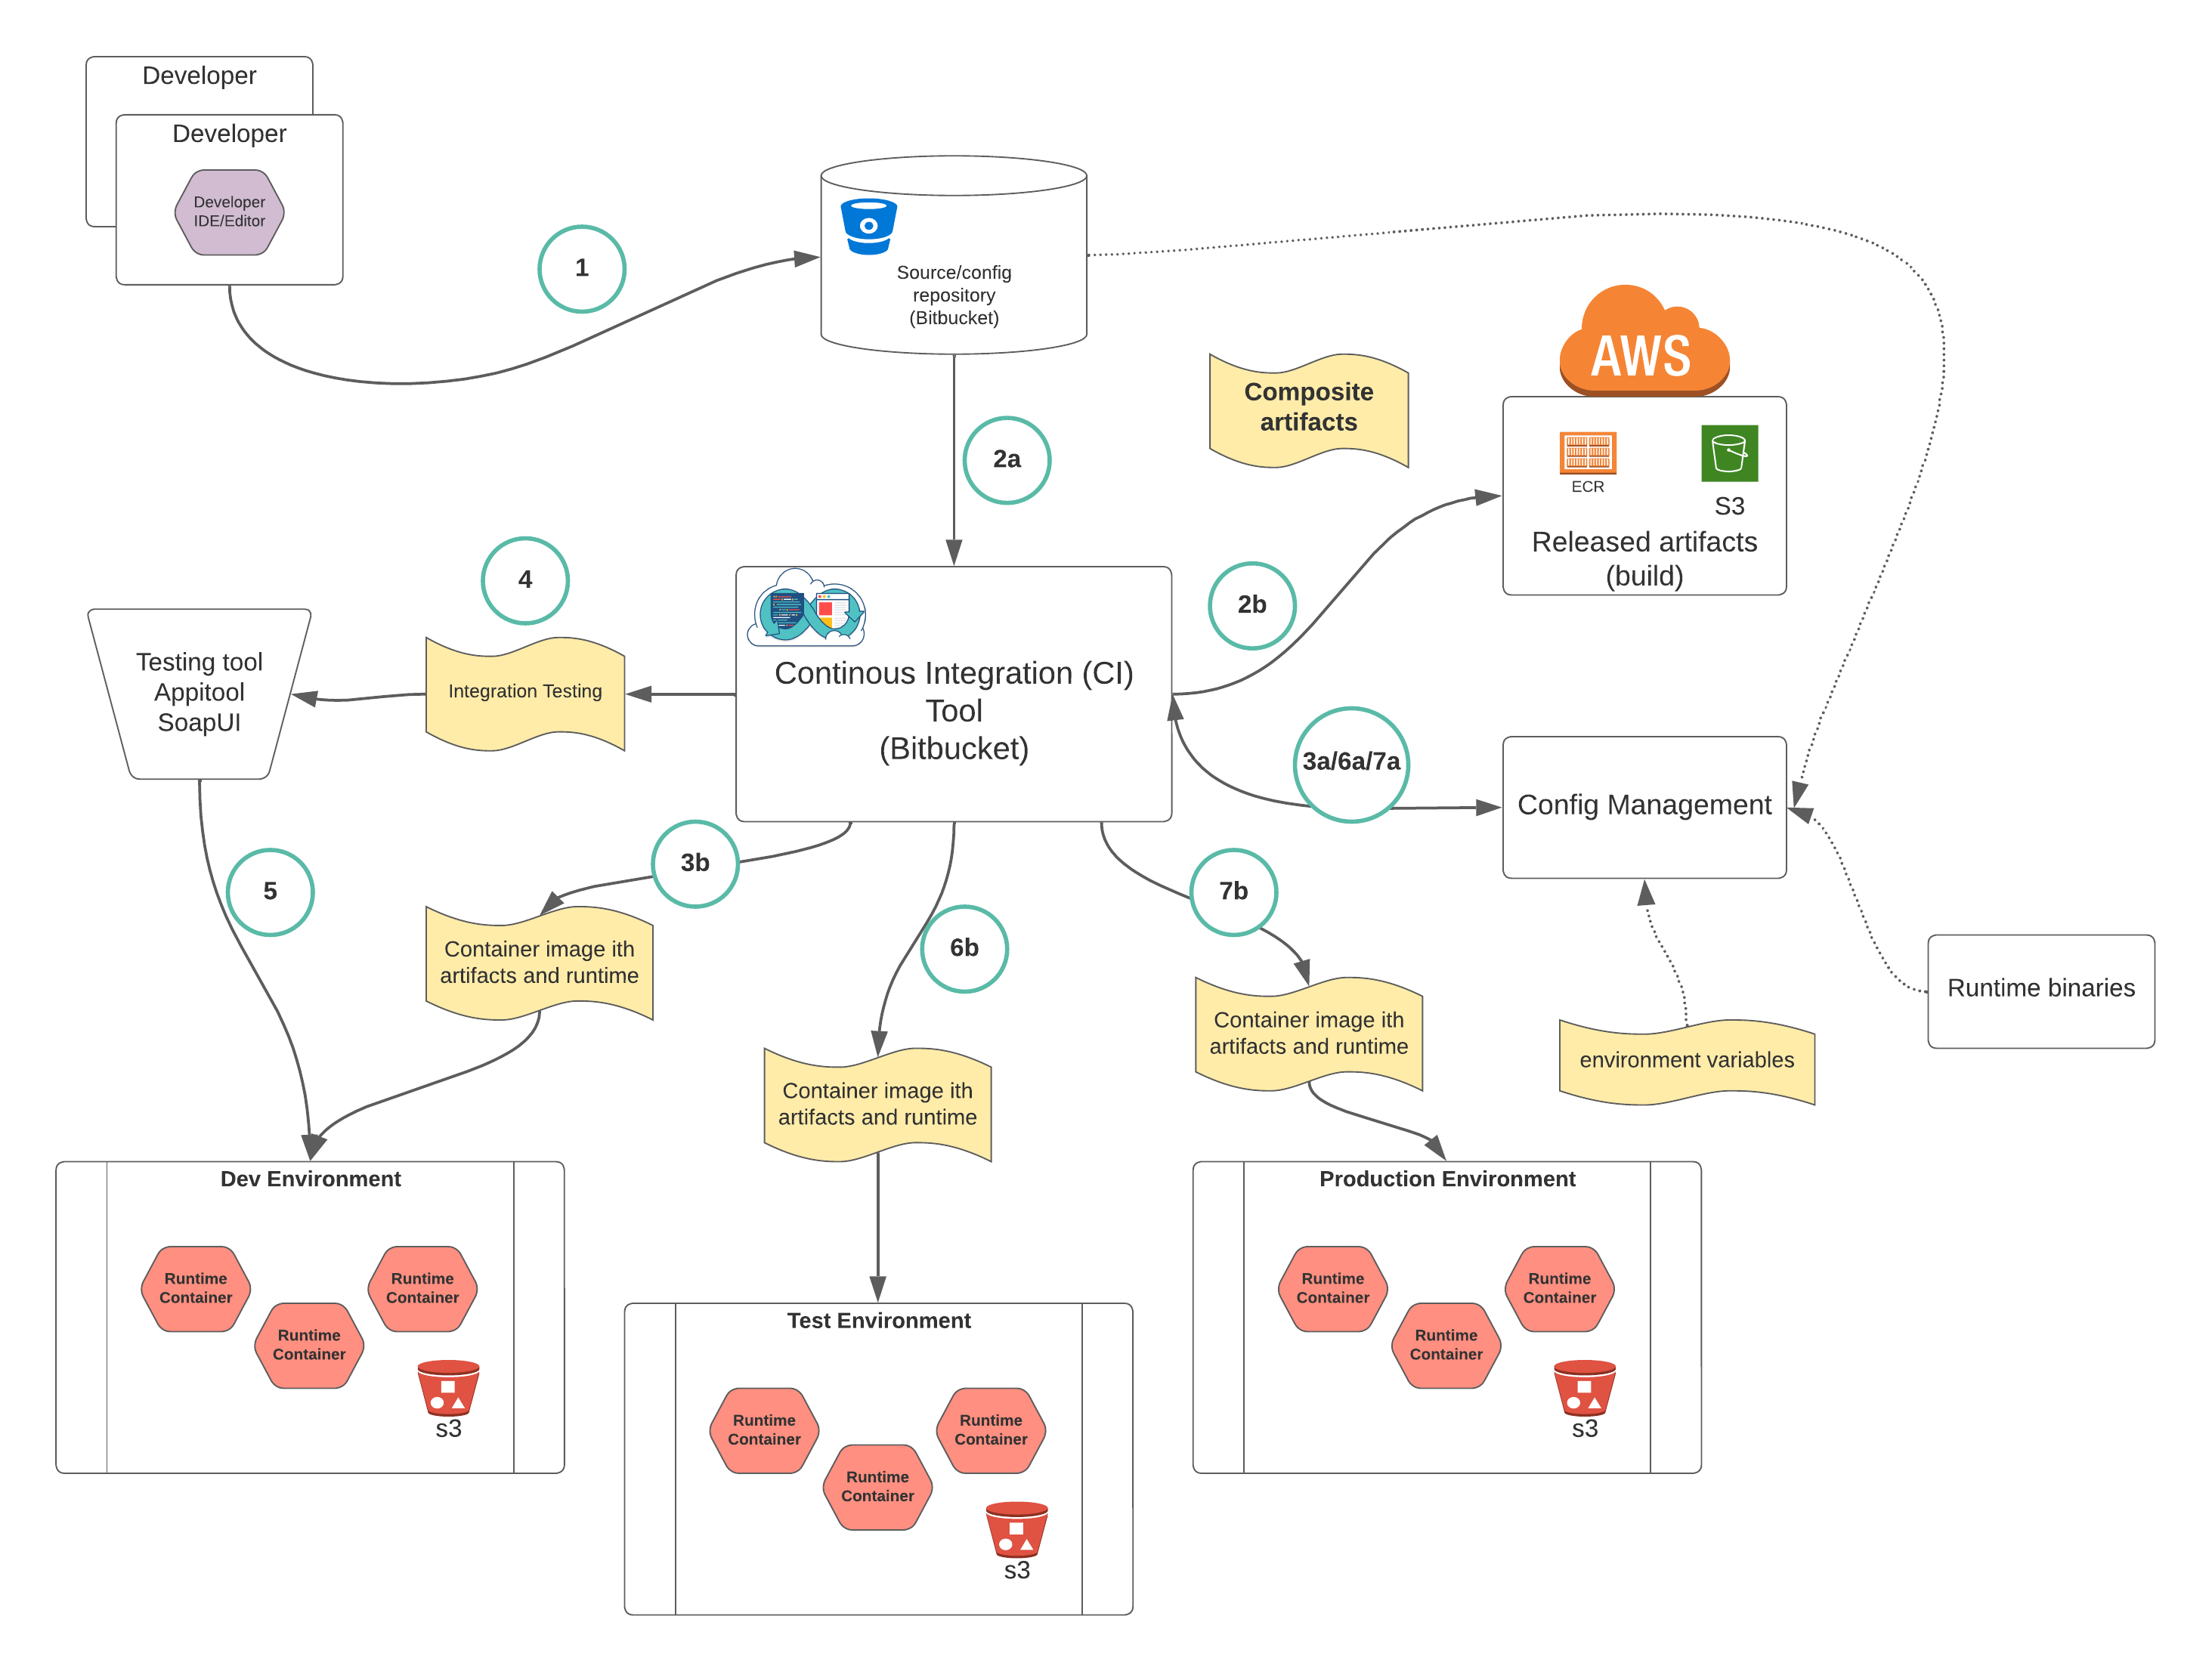 Developer
Developer
Developer
IDE/Editor
1
Source/config
repository
(Bitbucket)
2a
Composite
artifacts
AWS
ECR
S3
Released artifacts
(build)
2b
4
Integration Testing
Testing tool
Appitool
SoapUI
Continous Integration (CI)
Tool
(Bitbucket)
3a/6a/7a
Config Management
3b
5
6b
7b
Container image ith
artifacts and runtime
Container image ith
artifacts and runtime
Container image ith
artifacts and runtime
environment variables
Runtime binaries
Dev Environment
Runtime
Container
Runtime
Container
Runtime
Container
s3
Test Environment
Runtime
Container
Runtime
Container
Runtime
Container
s3
Production Environment
Runtime
Container
Runtime
Container
Runtime
Container
s3